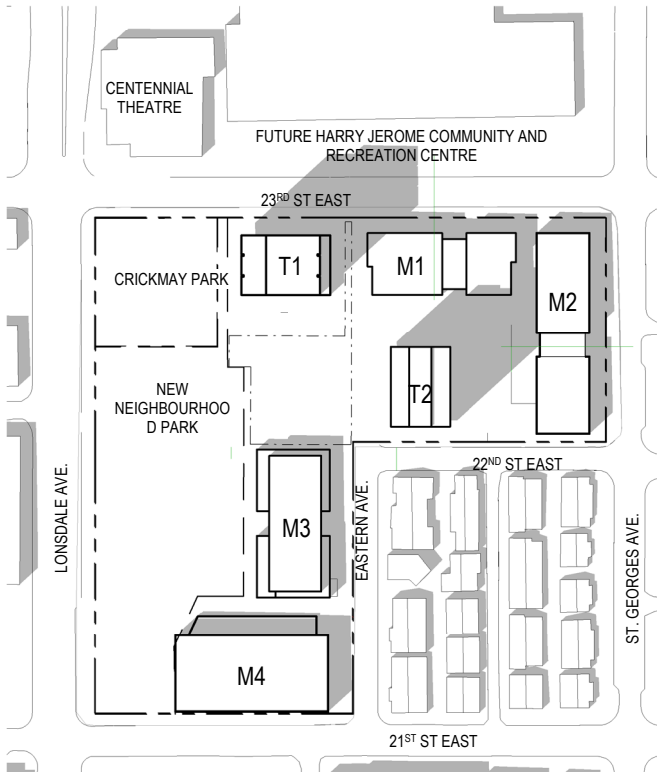 CENTENNIAL
THEATRE
FUTURE HARRY JEROME COMMUNITY AND
RECREATION CENTRE
23RD ST EAST
CRICKMAY PARK
T1
M1
M2
NEW
NEIGHBOURHOO
D PARK
T2
22ND ST EAST
LONSDALE AVE.
M3
EASTERN AVE.
ST. GEORGES AVE.
M4
21ST ST EAST